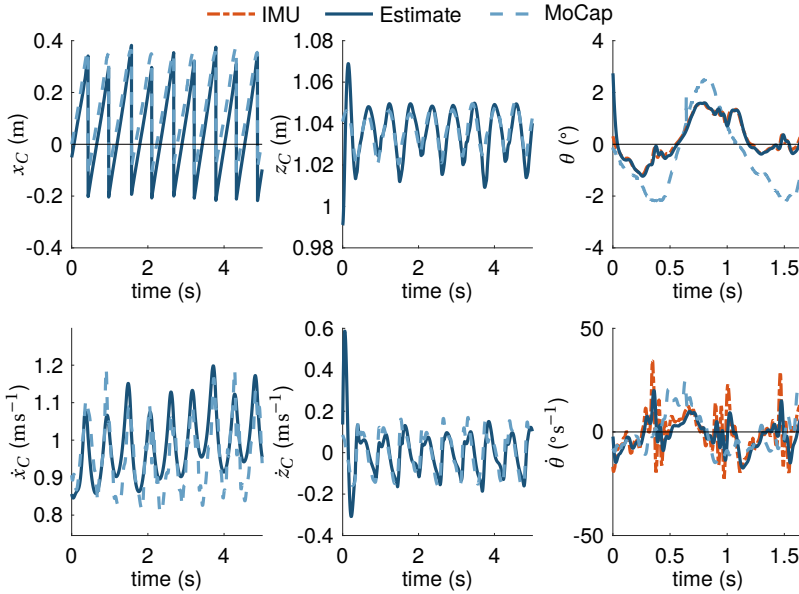 IMU Estimate MoCap
0.4
0.2
0
-0.2
-0.4
x_C (m)
0 2 4
time (s)
1.08
1.06
1.04
1.02
1
0.98
z_C (m)
0 2 4
time (s)
4
2
0
-2
-4
θ (°)
0 0.5 1 1.5
time (s)
1.2
1.1
1
0.9
0.8
ẋ_C (m s⁻¹)
0 2 4
time (s)
0.6
0.4
0.2
0
-0.2
-0.4
ż_C (m s⁻¹)
0 2 4
time (s)
50
0
-50
θ̇ (° s⁻¹)
0 0.5 1 1.5
time (s)